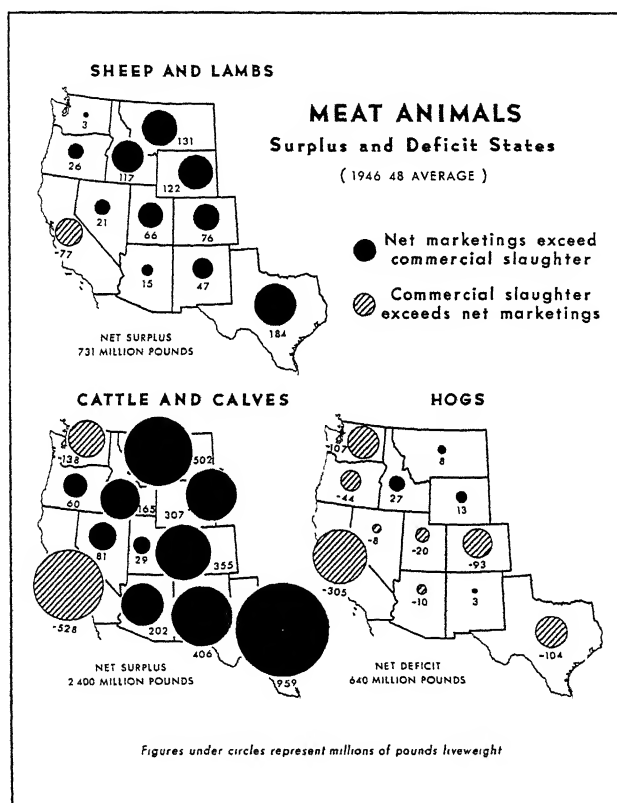 SHEEP AND LAMBS
MEAT ANIMALS
Surplus and Deficit States
( 1946 48 AVERAGE )
3
131
26
117
122
21
66
76
-77
15
47
184
Net marketings exceed
commercial slaughter
Commercial slaughter
exceeds net marketings
NET SURPLUS
731 MILLION POUNDS
CATTLE AND CALVES
-138
502
60
165
307
81
29
355
-528
202
406
959
NET SURPLUS
2 400 MILLION POUNDS
HOGS
-107
8
-44
27
13
-8
-20
-93
-305
-10
3
-104
NET DEFICIT
640 MILLION POUNDS
Figures under circles represent millions of pounds liveweight